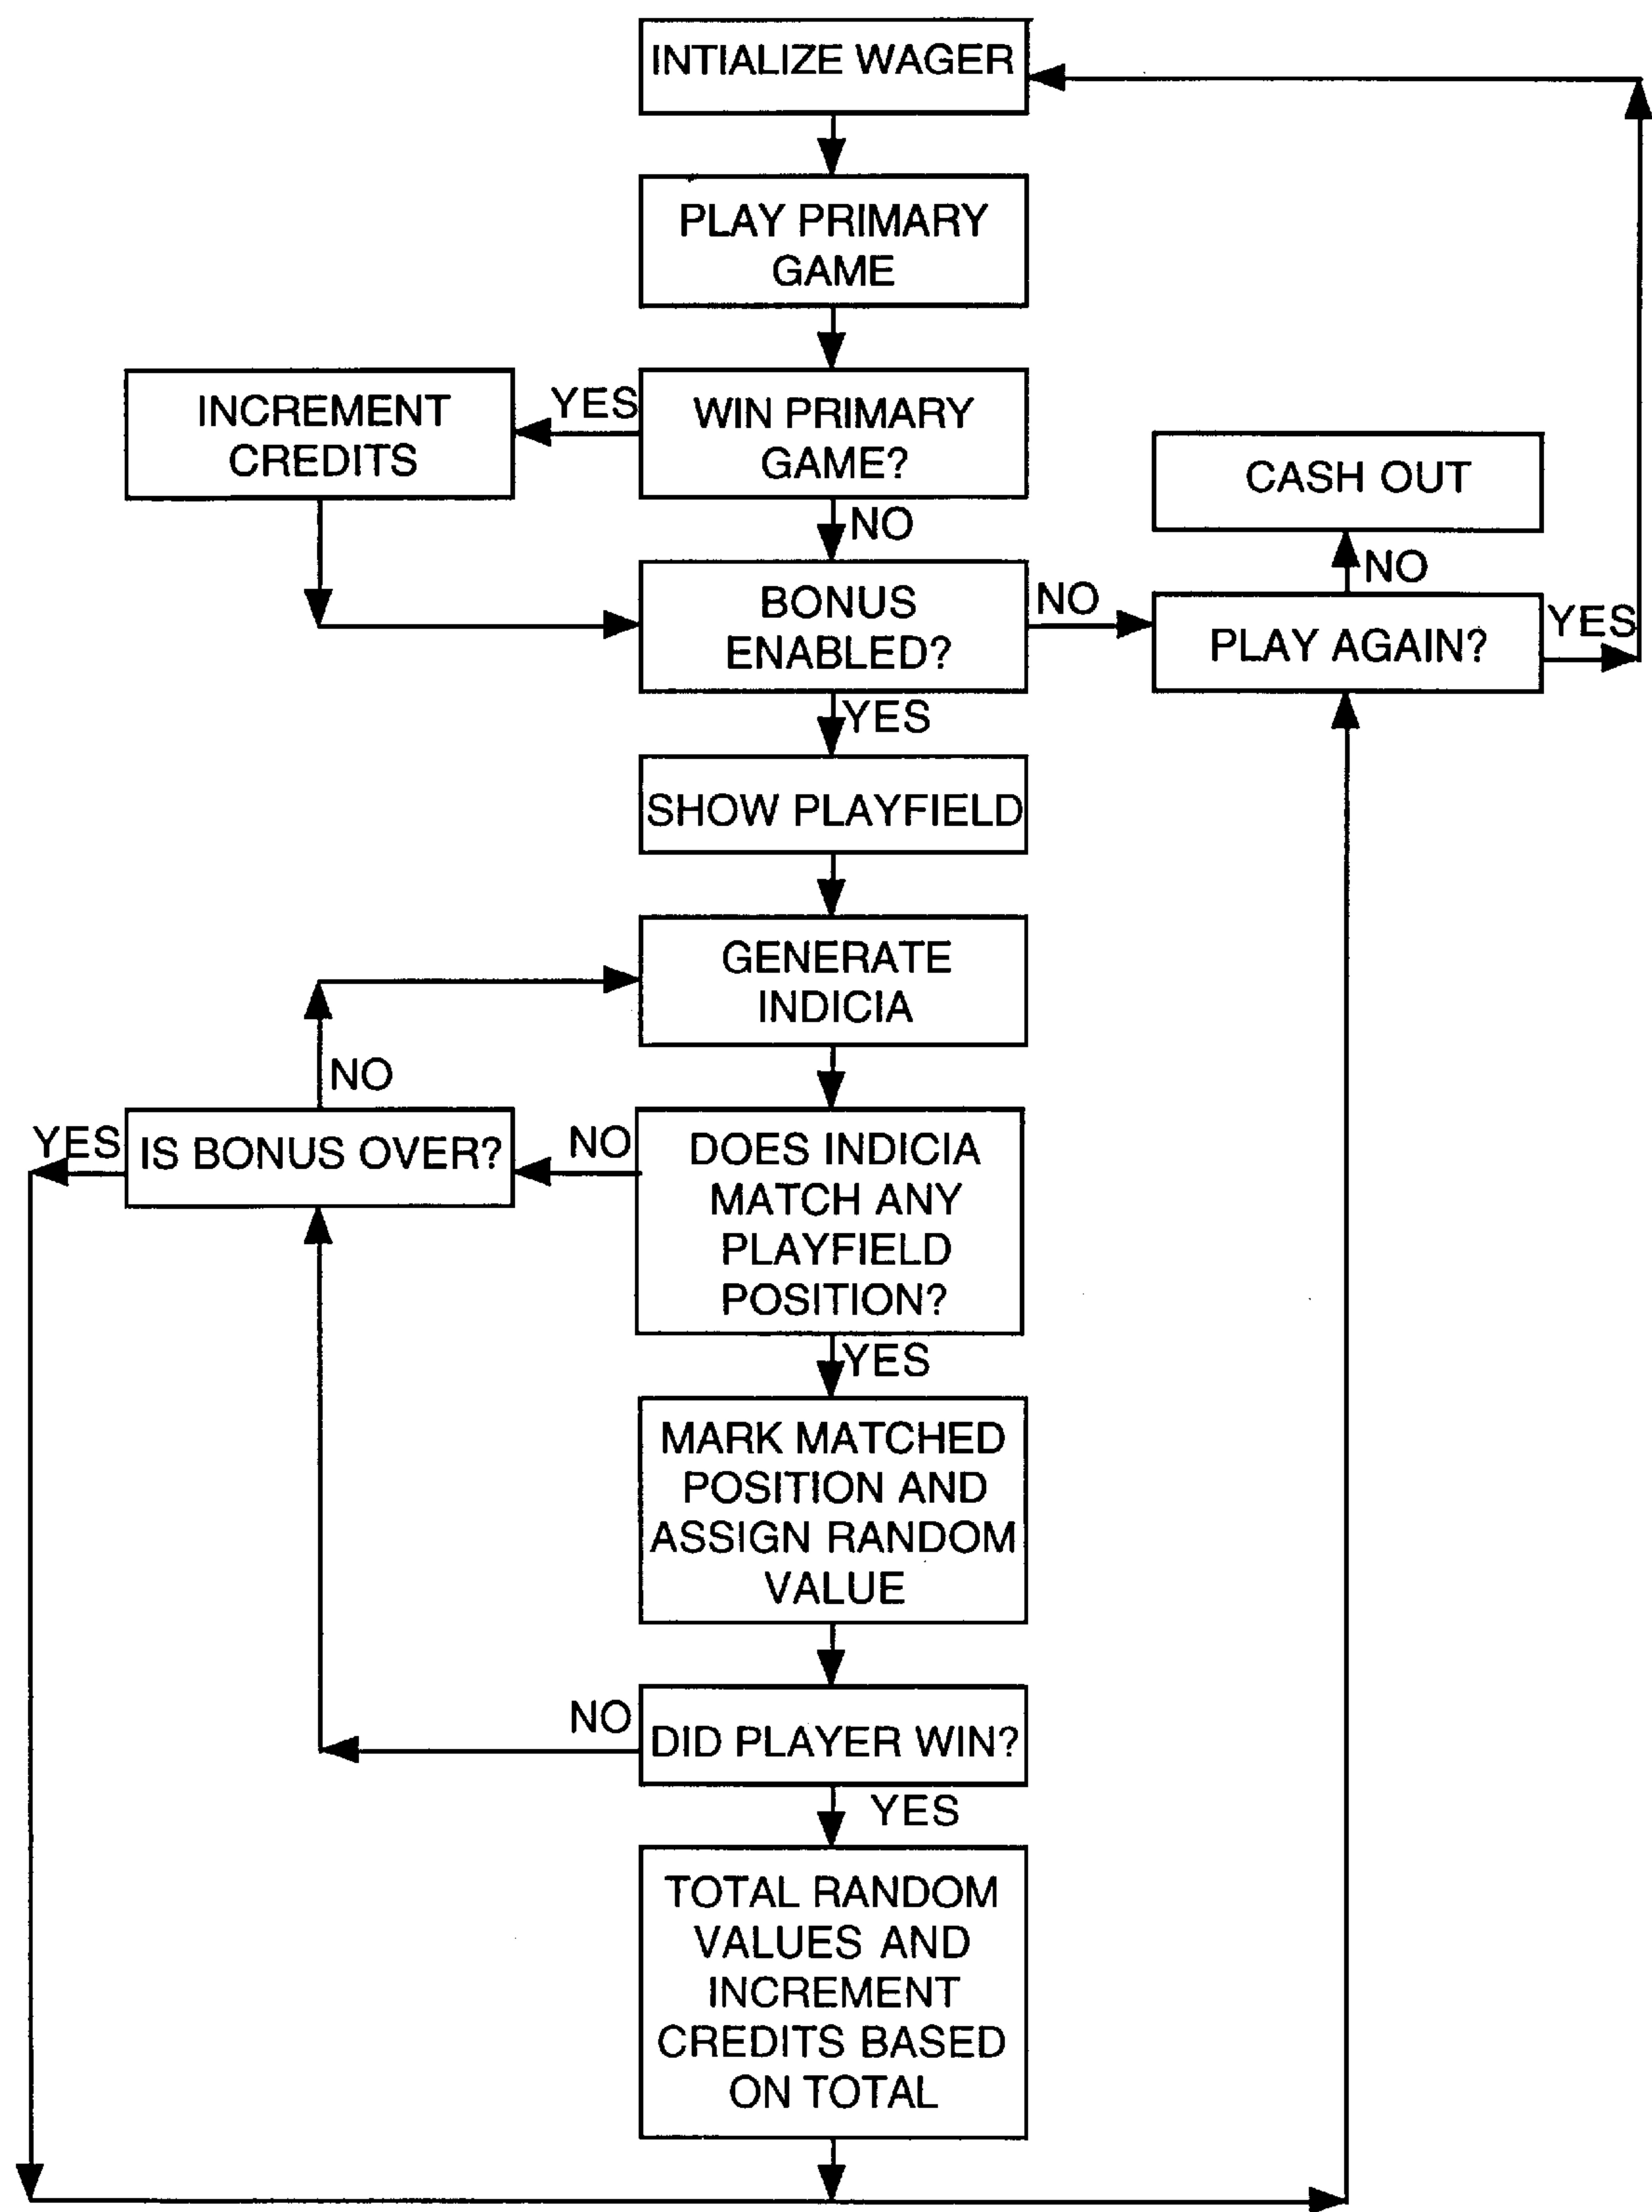 INTIALIZE WAGER
PLAY PRIMARY
GAME
INCREMENT
CREDITS
YES
WIN PRIMARY
GAME?
CASH OUT
NO
NO
BONUS
ENABLED?
NO
PLAY AGAIN?
YES
YES
SHOW PLAYFIELD
GENERATE
INDICIA
NO
YES
IS BONUS OVER?
NO
DOES INDICIA
MATCH ANY
PLAYFIELD
POSITION?
YES
MARK MATCHED
POSITION AND
ASSIGN RANDOM
VALUE
NO
DID PLAYER WIN?
YES
TOTAL RANDOM
VALUES AND
INCREMENT
CREDITS BASED
ON TOTAL